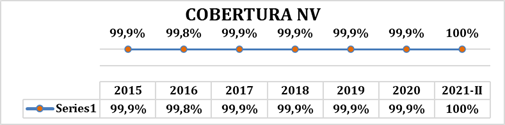 COBERTURA NV
99,9% 99,8% 99,9% 99,9% 99,9% 99,9% 100%
2015 2016 2017 2018 2019 2020 2021-II
Series1 99,9% 99,8% 99,9% 99,9% 99,9% 99,9% 100%